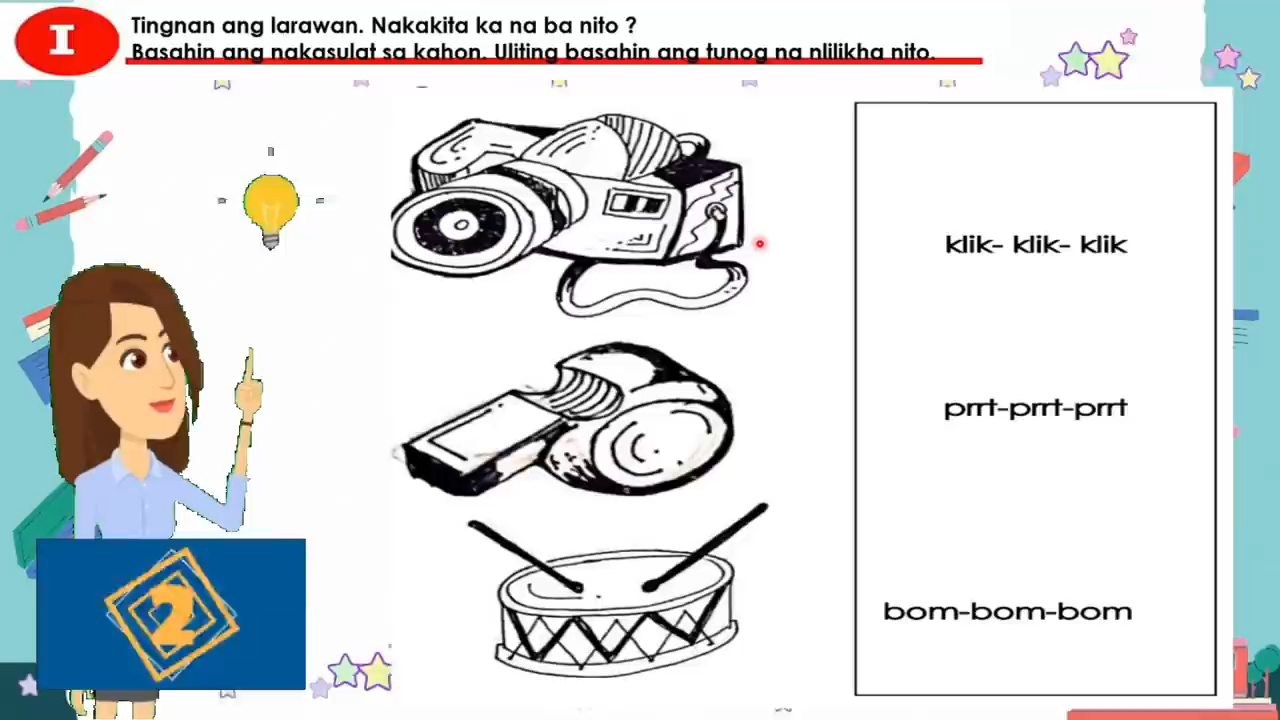 I
Tingnan ang larawan. Nakakita ka na ba nito ?
Basahin ang nakasulat sa kahon. Uliting basahin ang tunog na nlilikha nito.
klik- klik- klik
prrt-prrt-prrt
bom-bom-bom
2